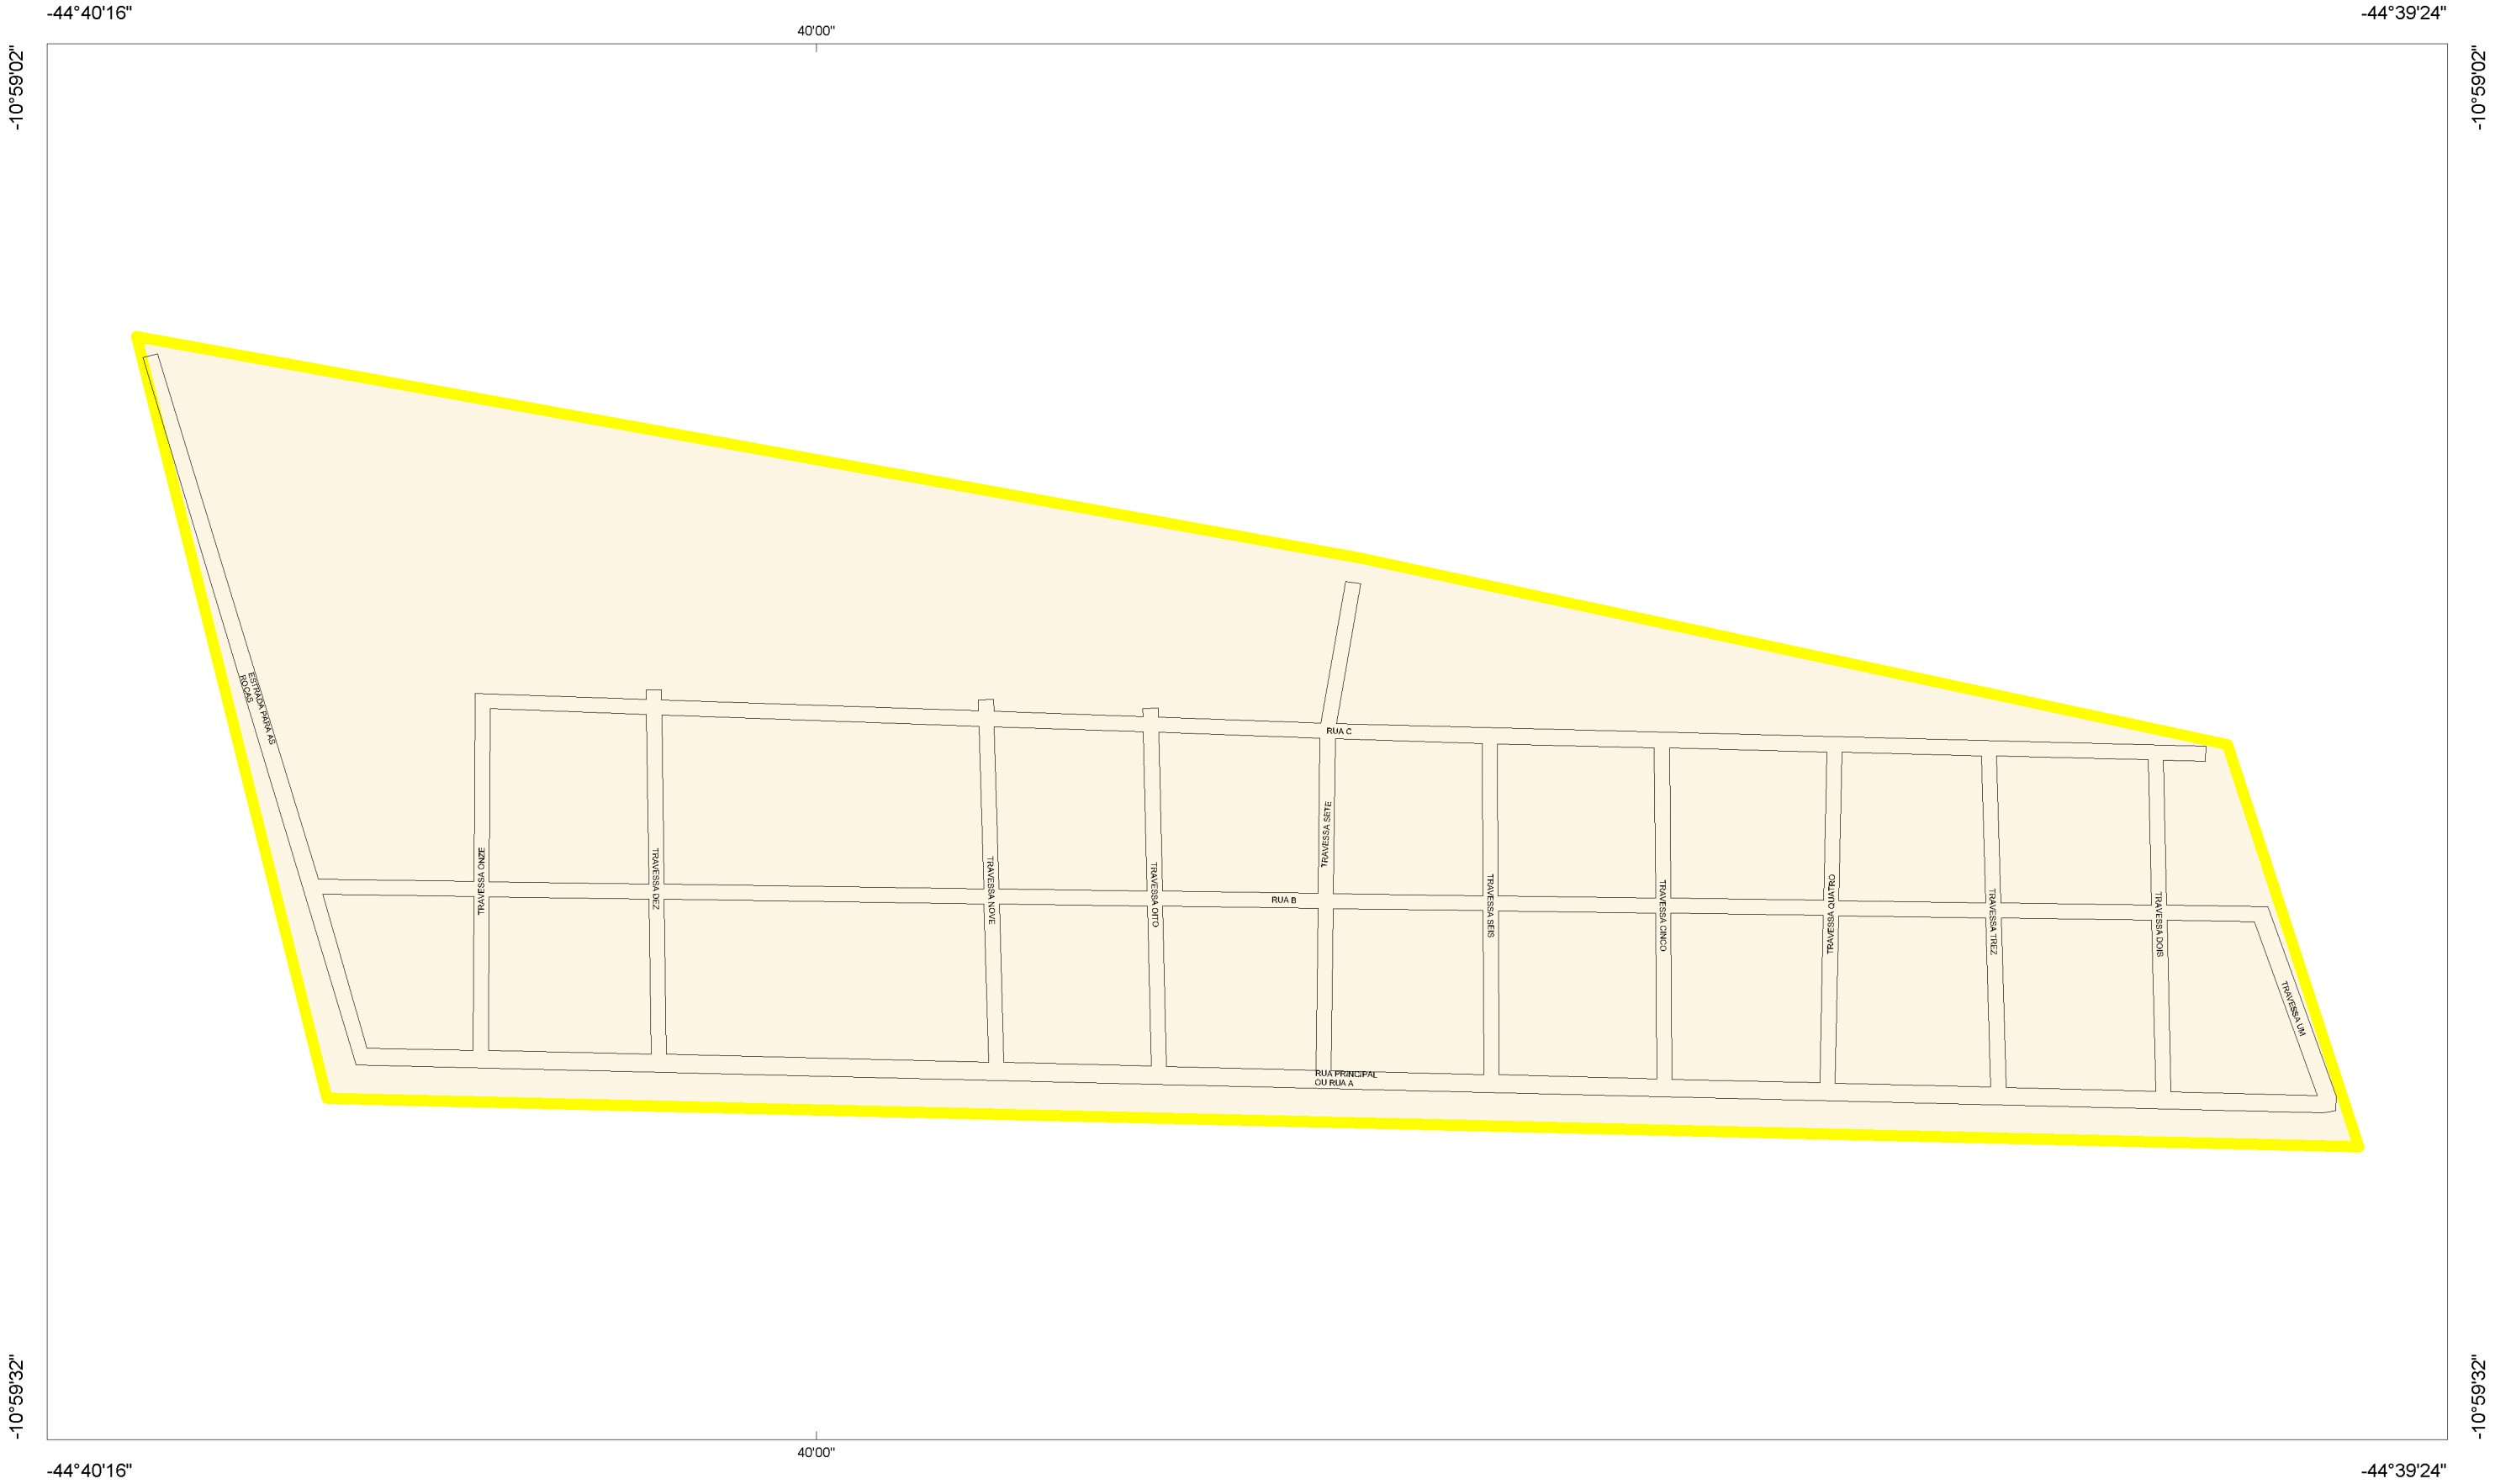 -44°40'16"
-44°39'24"
40'00"
-10°59'02"
-10°59'02"
ESTRADA PARA AS
ROCAS
RUA C
TRAVESSA SETE
TRAVESSA ONZE
TRAVESSA DEZ
TRAVESSA NOVE
TRAVESSA OITO
RUA B
TRAVESSA SEIS
TRAVESSA CINCO
TRAVESSA QUATRO
TRAVESSA TREZ
TRAVESSA DOIS
TRAVESSA UM
RUA PRINCIPAL
OU RUA A
-10°59'32"
-10°59'32"
40'00"
-44°40'16"
-44°39'24"